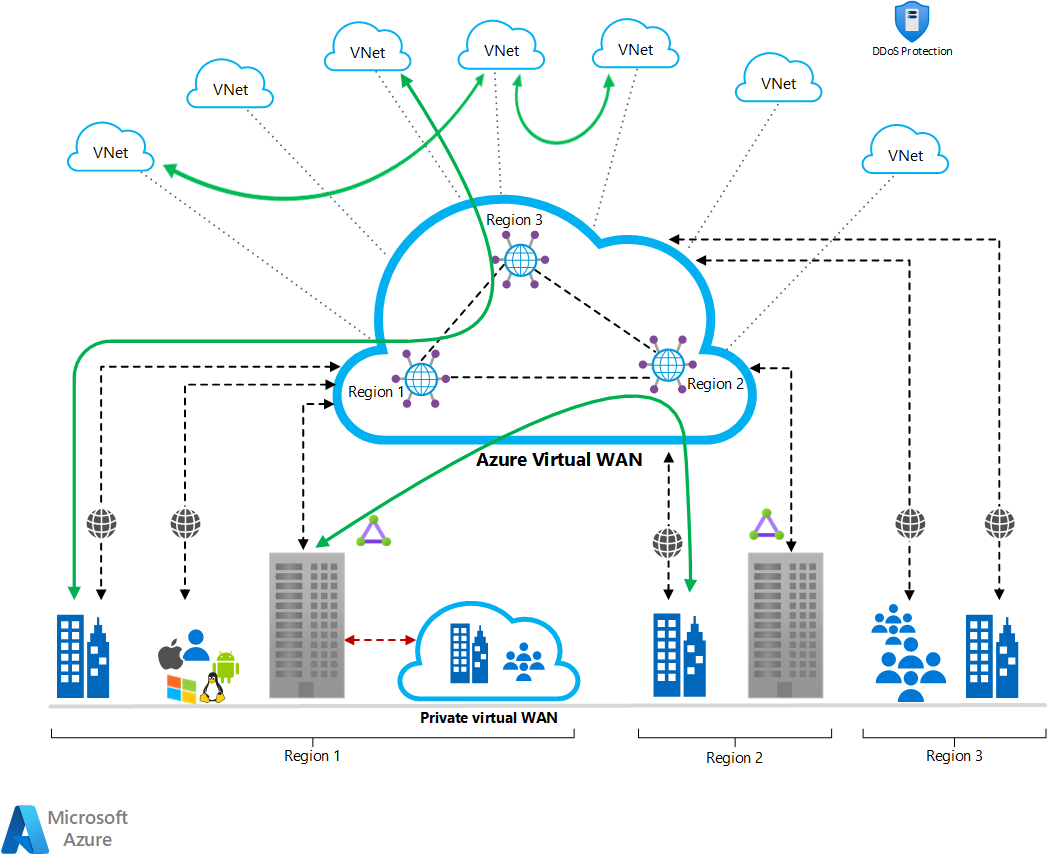 VNet
VNet
VNet
DDoS Protection
VNet
VNet
VNet
VNet
Region 3
Region 1
Region 2
Azure Virtual WAN
Private virtual WAN
Region 1
Region 2
Region 3
Microsoft
Azure